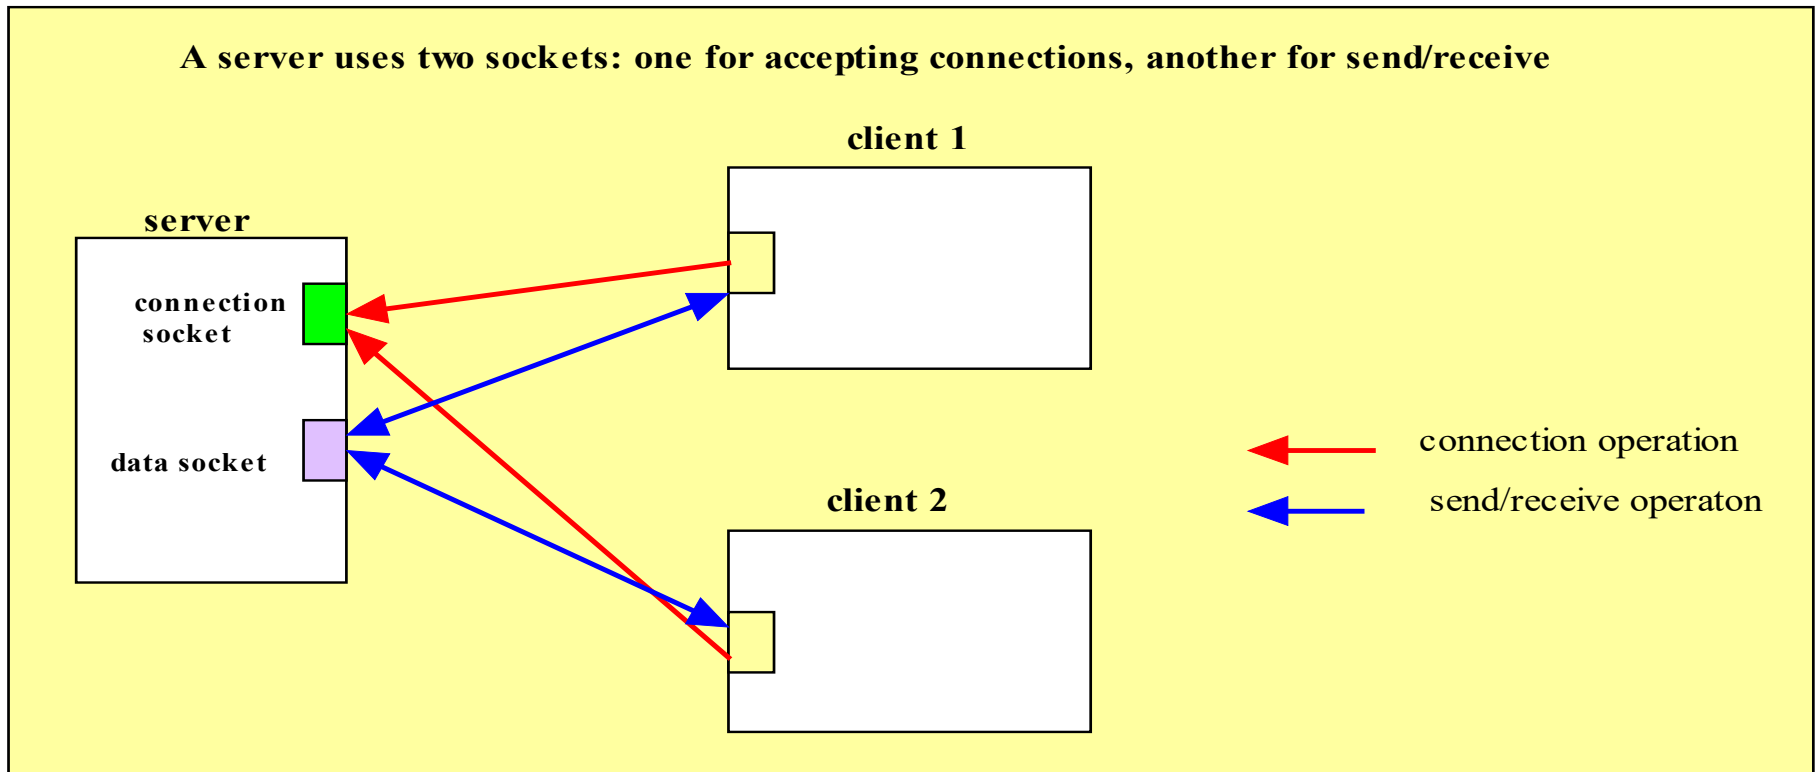 A server uses two sockets: one for accepting connections, another for send/receive
client 1
server
connection
socket
data socket
connection operation
client 2
send/receive operaton